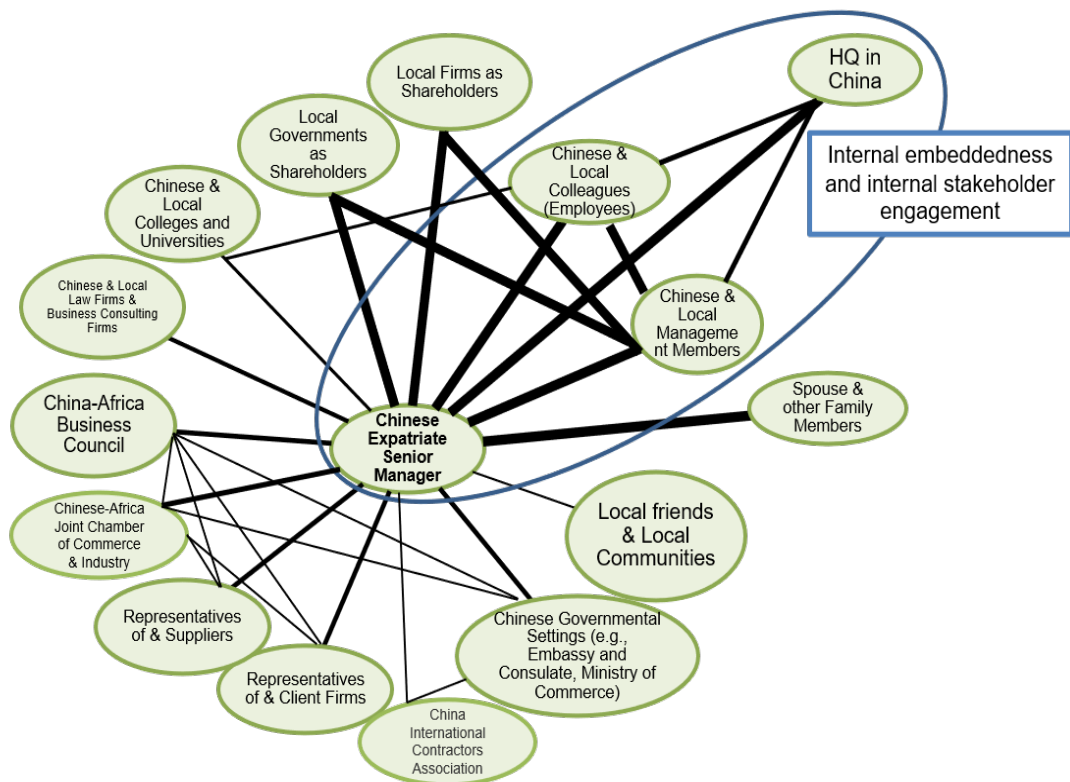 Local Firms as
Shareholders
HQ in
China
Local
Governments
as
Shareholders
Chinese &
Local
Colleagues
(Employees)
Internal embeddedness
and internal stakeholder
engagement
Chinese &
Local
Colleges and
Universities
Chinese & Local
Law Firms &
Business Consulting
Firms
Chinese &
Local
Manageme
nt Members
China-Africa
Business
Council
Chinese
Expatriate
Senior
Manager
Spouse &
other Family
Members
Chinese-Africa
Joint Chamber
of Commerce
& Industry
Local friends
& Local
Communities
Representatives
of & Suppliers
Chinese Governmental
Settings (e.g.,
Embassy and
Consulate, Ministry of
Commerce)
Representatives
of & Client Firms
China
International
Contractors
Association